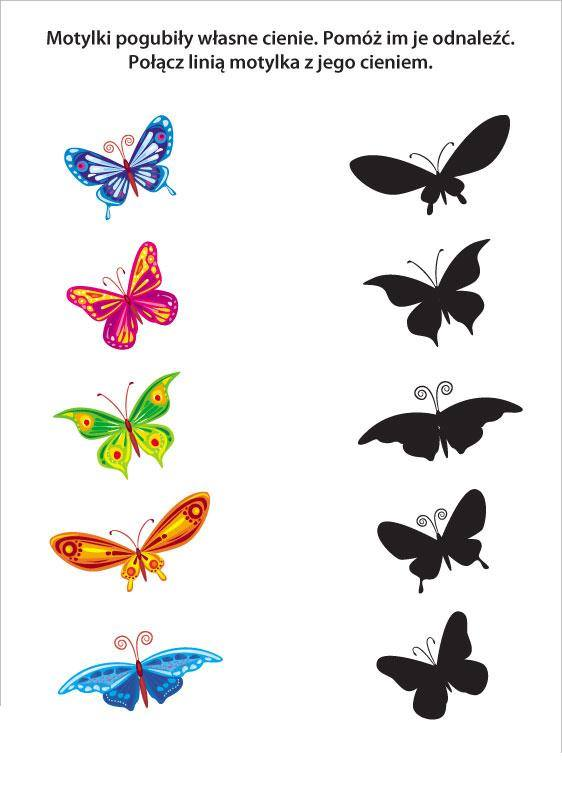 Motylki pogubiły własne cienie. Pomóż im je odnaleźć.
Połącz linią motylka z jego cieniem.